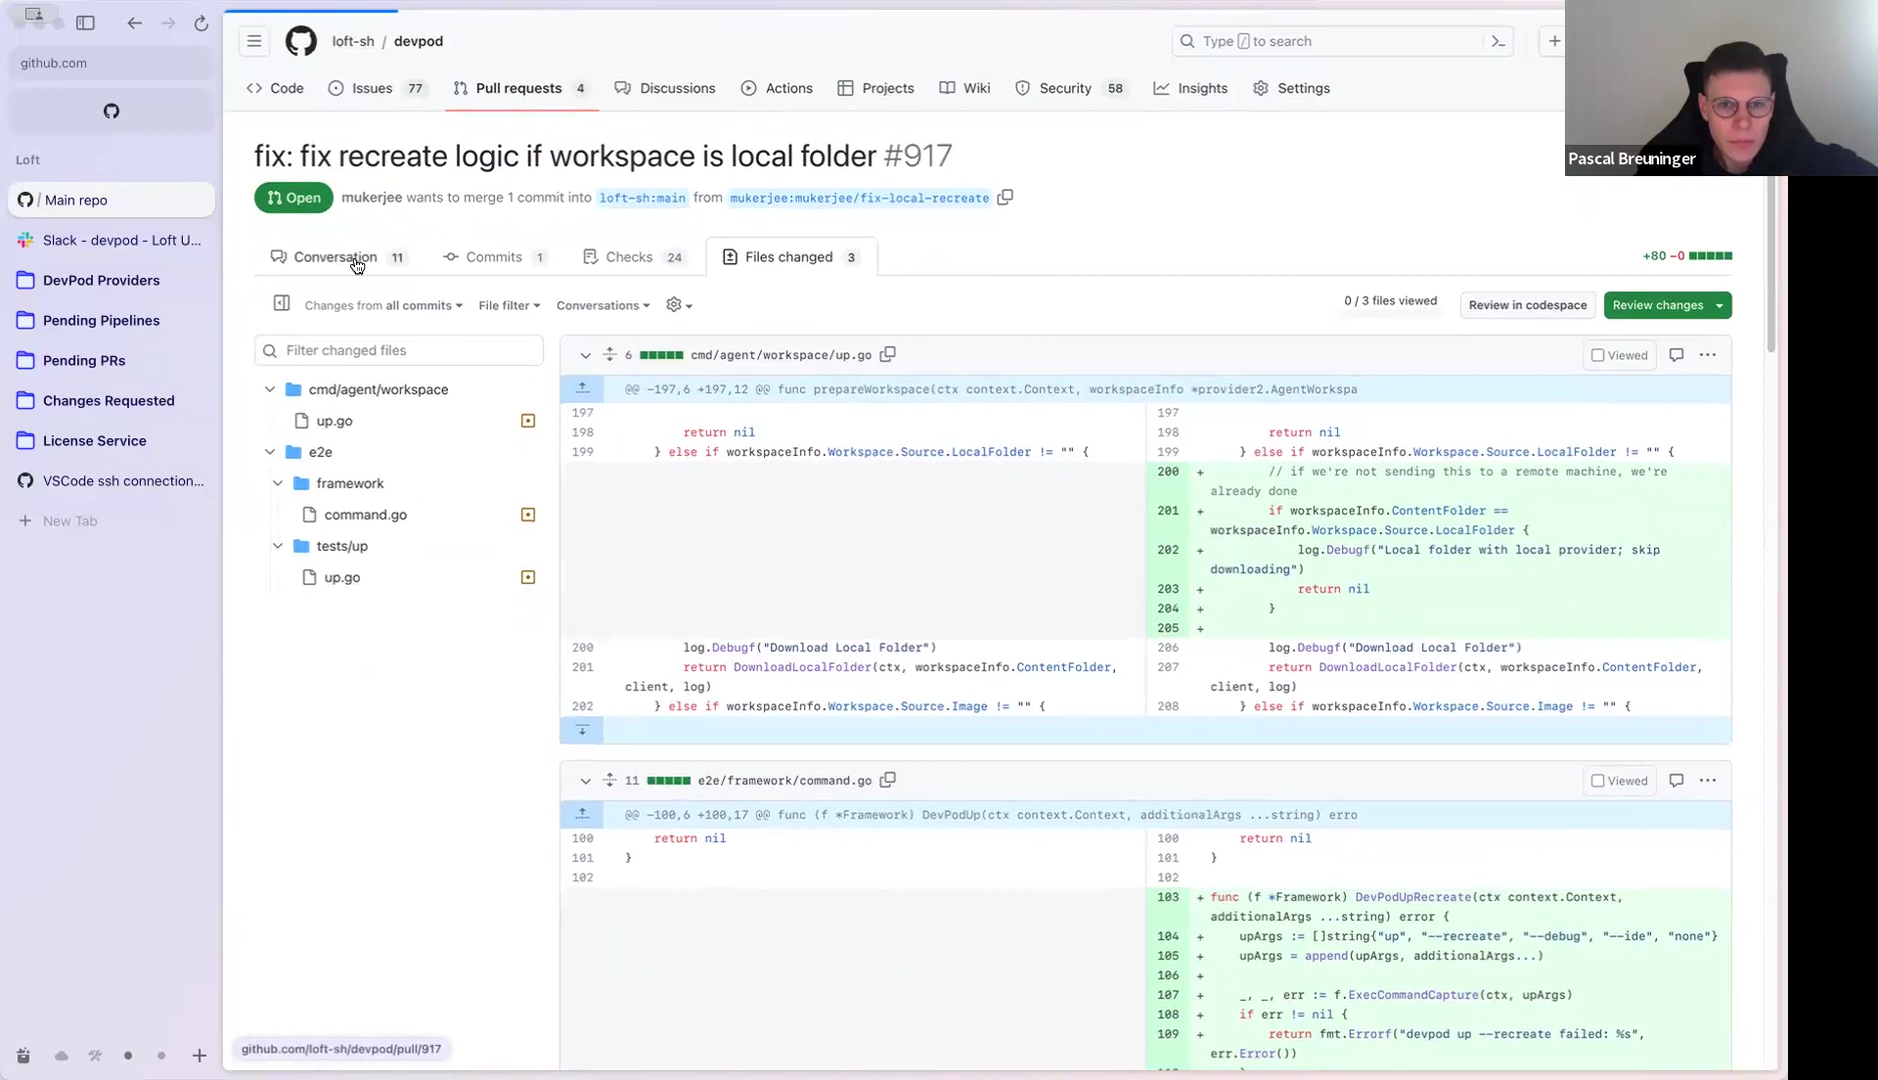 github.com
Loft
/ Main repo
Slack - devpod - Loft U...
DevPod Providers
Pending Pipelines
Pending PRs
Changes Requested
License Service
VSCode ssh connection...
New Tab
loft-sh / devpod
Type / to search
Code
Issues 77
Pull requests 4
Discussions
Actions
Projects
Wiki
Security 58
Insights
Settings
Pascal Breuninger
fix: fix recreate logic if workspace is local folder #917
Open mukerjee wants to merge 1 commit into loft-sh:main from mukerjee:mukerjee/fix-local-recreate
Conversation 11
Commits 1
Checks 24
Files changed 3
+80 −0
Changes from all commits
File filter
Conversations
0 / 3 files viewed
Review in codespace
Review changes
Filter changed files
cmd/agent/workspace
up.go
e2e
framework
command.go
tests/up
up.go
6 cmd/agent/workspace/up.go
Viewed
@@ -197,6 +197,12 @@ func prepareWorkspace(ctx context.Context, workspaceInfo *provider2.AgentWorkspa
197
198 return nil
199 } else if workspaceInfo.Workspace.Source.LocalFolder != "" {
200 log.Debugf("Download Local Folder")
201 return DownloadLocalFolder(ctx, workspaceInfo.ContentFolder,
client, log)
202 } else if workspaceInfo.Workspace.Source.Image != "" {
197
198 return nil
199 } else if workspaceInfo.Workspace.Source.LocalFolder != "" {
200 + // if we're not sending this to a remote machine, we're
already done
201 + if workspaceInfo.ContentFolder ==
workspaceInfo.Workspace.Source.LocalFolder {
202 + log.Debugf("Local folder with local provider; skip
downloading")
203 + return nil
204 + }
205 +
206 log.Debugf("Download Local Folder")
207 return DownloadLocalFolder(ctx, workspaceInfo.ContentFolder,
client, log)
208 } else if workspaceInfo.Workspace.Source.Image != "" {
11 e2e/framework/command.go
Viewed
@@ -100,6 +100,17 @@ func (f *Framework) DevPodUp(ctx context.Context, additionalArgs ...string) erro
100 return nil
101 }
102
100 return nil
101 }
102
103 + func (f *Framework) DevPodUpRecreate(ctx context.Context,
additionalArgs ...string) error {
104 + upArgs := []string{"up", "--recreate", "--debug", "--ide", "none"}
105 + upArgs = append(upArgs, additionalArgs...)
106 +
107 + _, _, err := f.ExecCommandCapture(ctx, upArgs)
108 + if err != nil {
109 + return fmt.Errorf("devpod up --recreate failed: %s",
err.Error())
github.com/loft-sh/devpod/pull/917